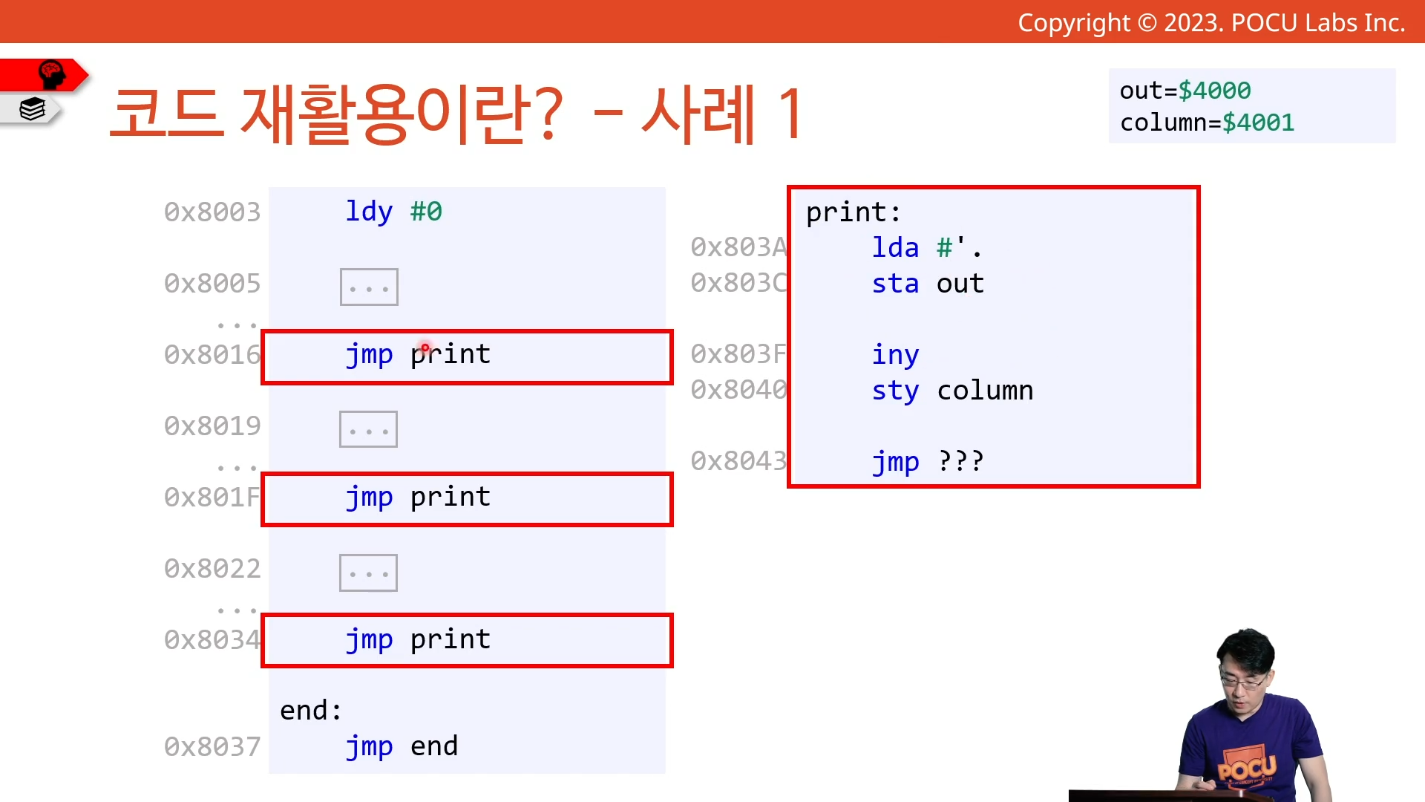 Copyright © 2023. POCU Labs Inc.
코드 재활용이란? - 사례 1
out=$4000
column=$4001
0x8003 ldy #0
0x8005 ...
...
0x8016 jmp print
0x8019 ...
...
0x801F jmp print
0x8022 ...
...
0x8034 jmp print
end:
0x8037 jmp end
print:
0x803A lda #'.
0x803C sta out
0x803F iny
0x8040 sty column
0x8043 jmp ???
POCU